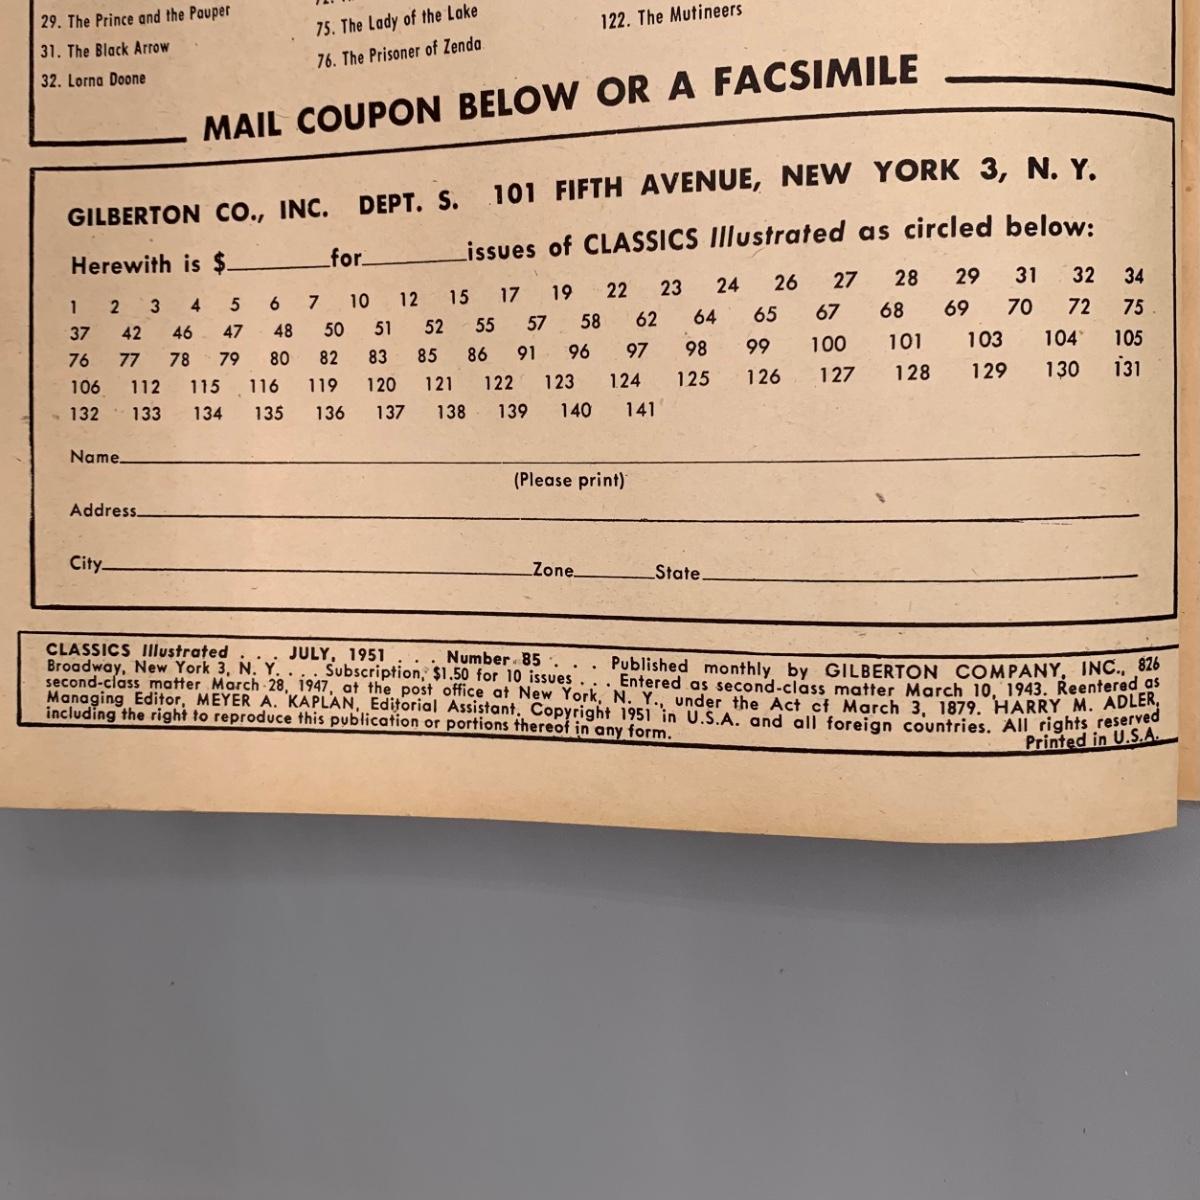 29. The Prince and the Pauper
31. The Black Arrow
32. Lorna Doone
75. The Lady of the Lake
76. The Prisoner of Zenda
122. The Mutineers
MAIL COUPON BELOW OR A FACSIMILE
GILBERTON CO., INC. DEPT. S. 101 FIFTH AVENUE, NEW YORK 3, N. Y.
Herewith is $ for issues of CLASSICS Illustrated as circled below:
1 2 3 4 5 6 7 10 12 15 17 19 22 23 24 26 27 28 29 31 32 34
37 42 46 47 48 50 51 52 55 57 58 62 64 65 67 68 69 70 72 75
76 77 78 79 80 82 83 85 86 91 96 97 98 99 100 101 103 104 105
106 112 115 116 119 120 121 122 123 124 125 126 127 128 129 130 131
132 133 134 135 136 137 138 139 140 141
Name
(Please print)
Address
City Zone State
CLASSICS Illustrated . . . JULY, 1951 . . . Number 85 . . . Published monthly by GILBERTON COMPANY, INC., 826
Broadway, New York 3, N. Y. . . . Subscription, $1.50 for 10 issues . . . Entered as second-class matter March 10, 1943. Reentered as
second-class matter March 28, 1947, at the post office at New York, N. Y., under the Act of March 3, 1879. HARRY M. ADLER,
Managing Editor, MEYER A. KAPLAN, Editorial Assistant, Copyright 1951 in U.S.A. and all foreign countries. All rights reserved
including the right to reproduce this publication or portions thereof in any form.
Printed in U.S.A.